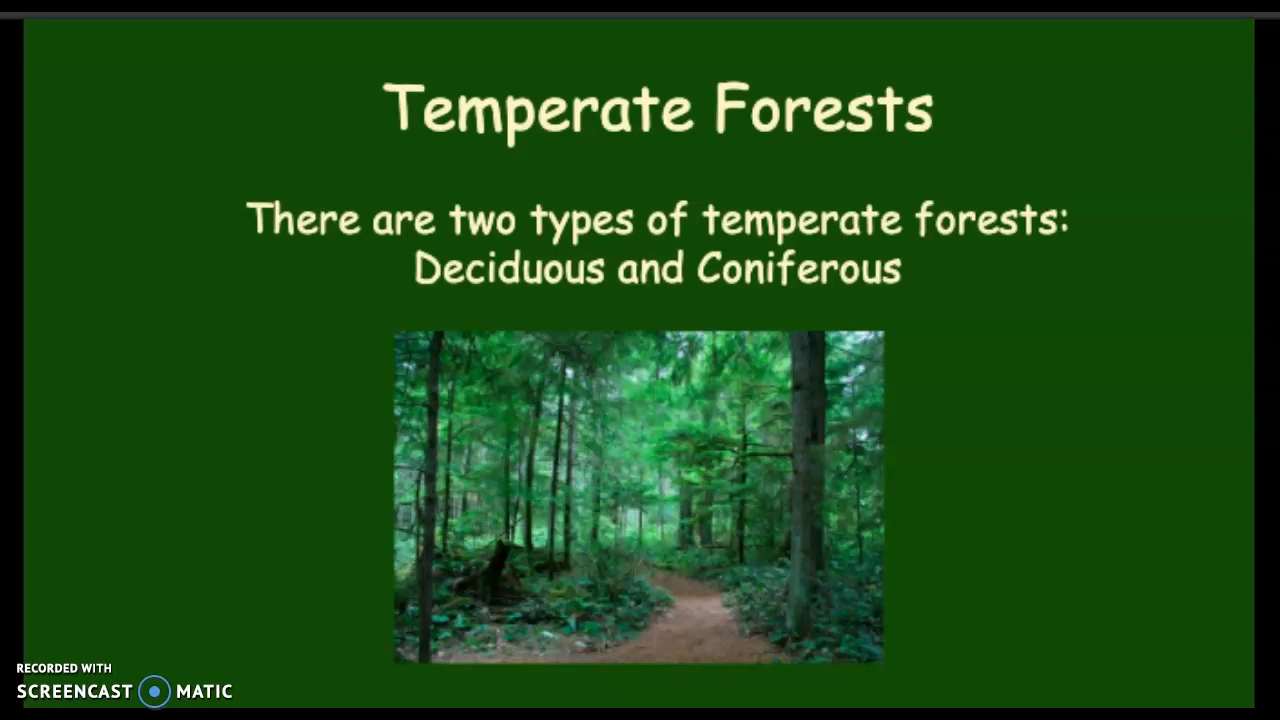 Temperate Forests
There are two types of temperate forests:
Deciduous and Coniferous
RECORDED WITH
SCREENCAST MATIC